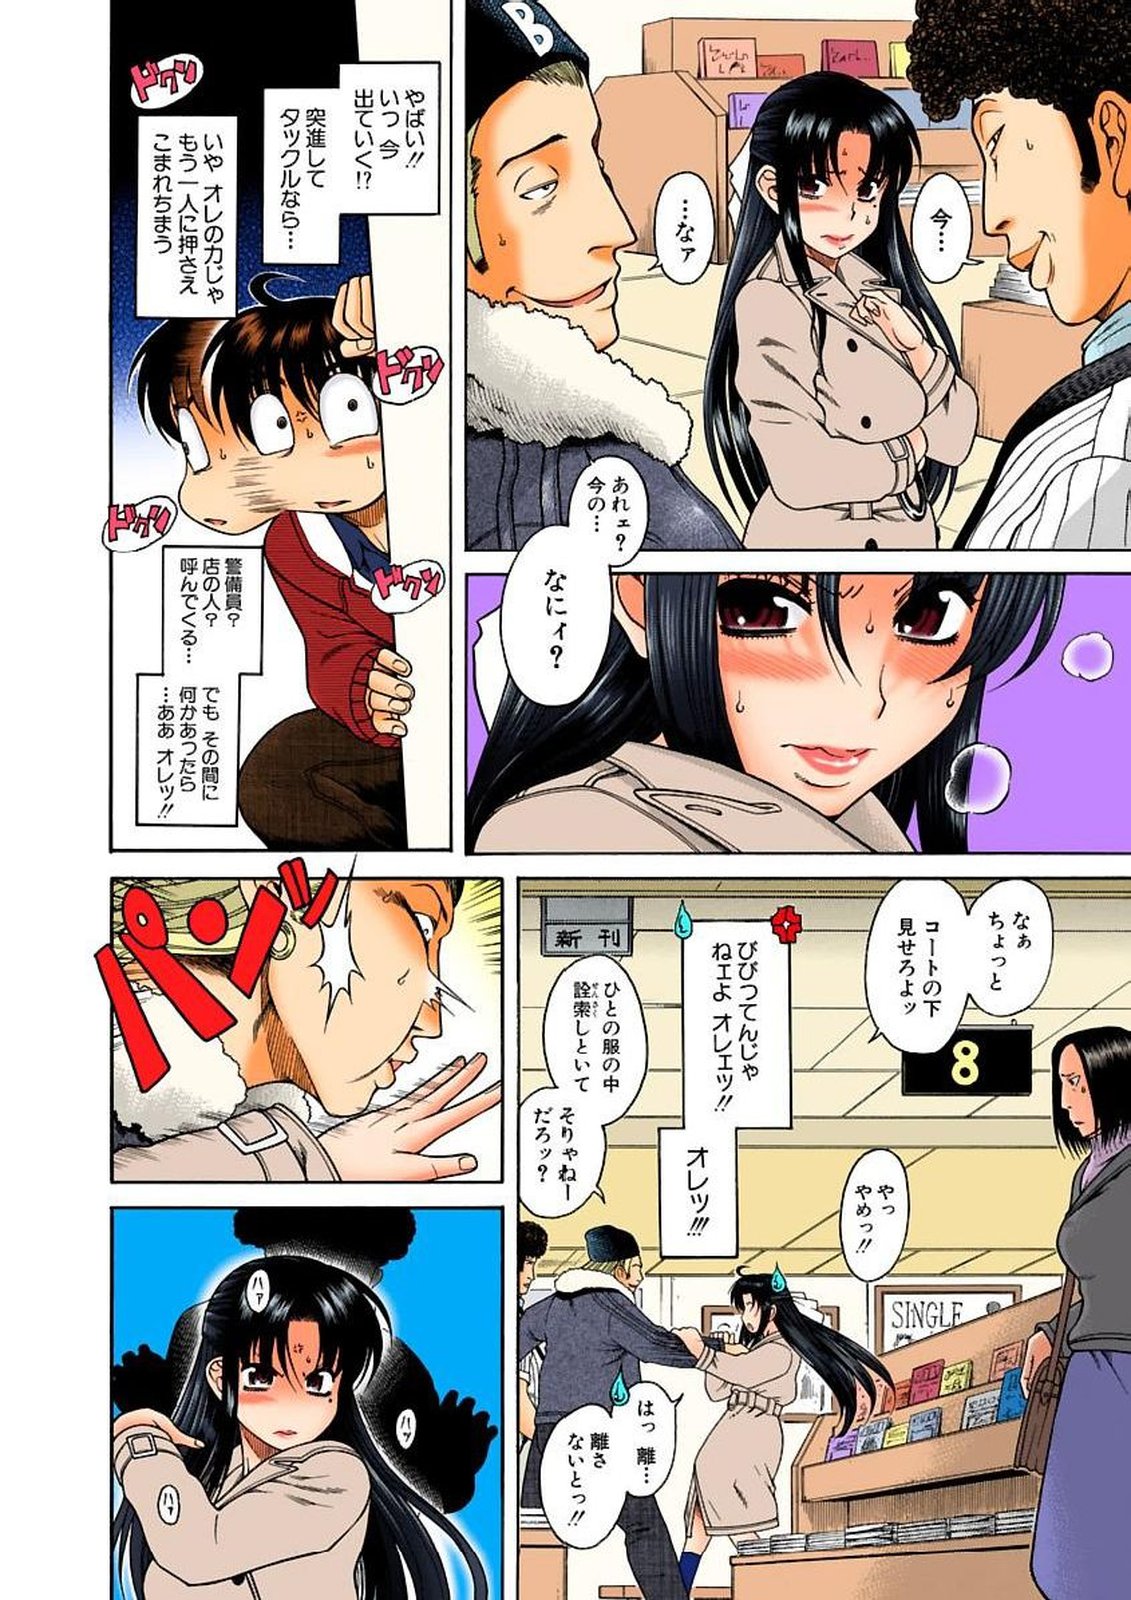 B
今…
…なァ
あれェ？
今の…
なにィ？
やばい!!
いっ 今
出ていく!?
突進して
タックルなら…
いや オレの力じゃ
もう一人に押さえ
こまれちまう
ドクン
ドクン
ドクン
ドクン
警備員？
店の人？
呼んでくる…
でも その間に
何かあったら
…ああ オレッ!!
なぁ
ちょっと
コートの下
見せろよッ
8
やっ
やめっ!!
新刊
びびってんじゃ
ねェよ オレェッ!!
オレッ!!!
ひとの服の中
詮索しといて
せんさく
そりゃねー
だろッ？
SINGLE
はっ 離…
離さ
ないとっ!!
パンッ
ハァ
ハァ
ハァ